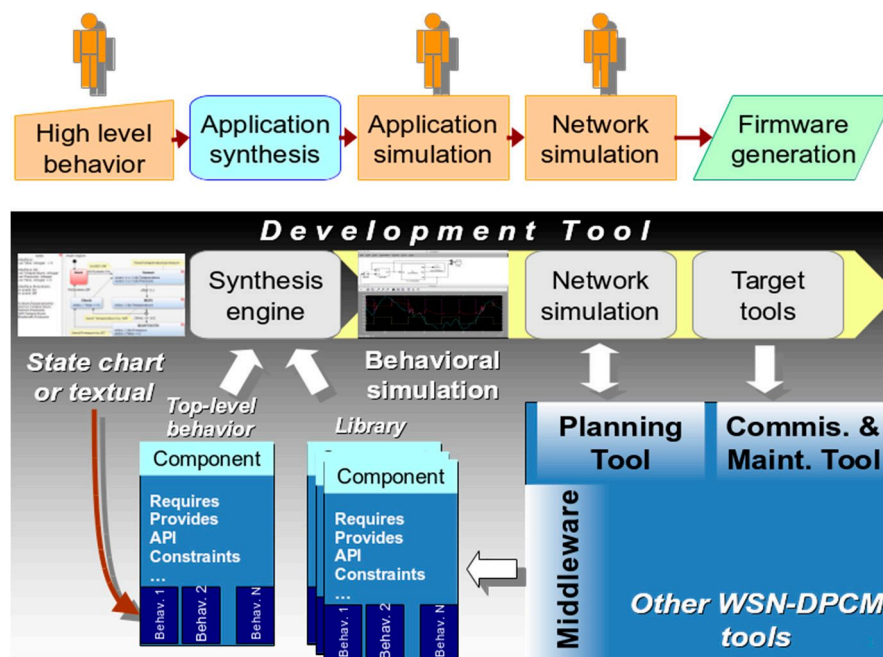 High level
behavior
Application
synthesis
Application
simulation
Network
simulation
Firmware
generation
Development Tool
Synthesis
engine
Network
simulation
Target
tools
State chart
or textual
Behavioral
simulation
Top-level
behavior
Library
Planning
Tool
Commis. &
Maint. Tool
Component
Requires
Provides
API
Constraints
...
Behav. 1
Behav. 2
Behav. N
Component
Requires
Provides
API
Constraints
...
Behav. 1
Behav. 2
Behav. N
Middleware
Other WSN-DPCM
tools